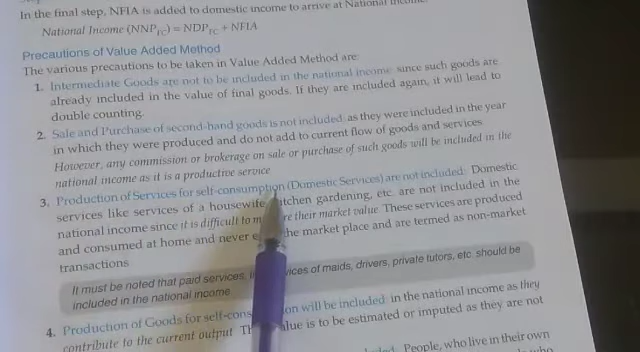 In the final step, NFIA is added to domestic income to arrive at National Income.
National Income (NNPFC) = NDPFC + NFIA
Precautions of Value Added Method
The various precautions to be taken in Value Added Method are:
1. Intermediate Goods are not to be included in the national income: since such goods are
already included in the value of final goods. If they are included again, it will lead to
double counting.
2. Sale and Purchase of second-hand goods is not included: as they were included in the year
in which they were produced and do not add to current flow of goods and services.
However, any commission or brokerage on sale or purchase of such goods will be included in the
national income as it is a productive service
3. Production of Services for self-consumption (Domestic Services) are not included: Domestic
services like services of a housewife, kitchen gardening, etc. are not included in the
national income since it is difficult to m re their market value. These services are produced
and consumed at home and never e the market place and are termed as non-market
transactions
It must be noted that paid services, vices of maids, drivers, private tutors, etc. should be
included in the national income
4. Production of Goods for self-cons on will be included: in the national income as they
contribute to the current output Th alue is to be estimated or imputed as they are not
People, who live in their own